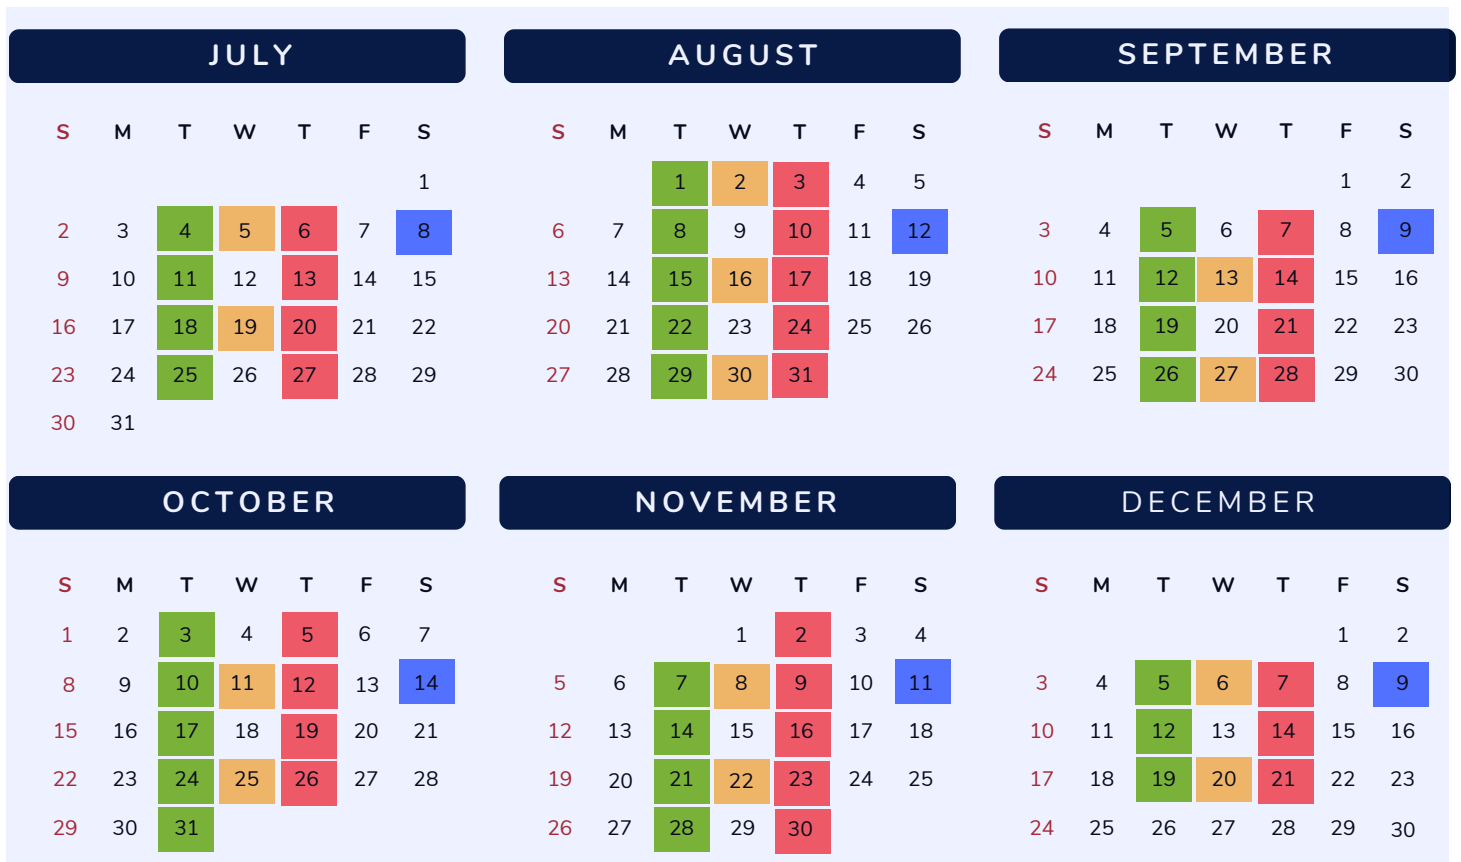 JULY
S M T W T F S
1
2 3 4 5 6 7 8
9 10 11 12 13 14 15
16 17 18 19 20 21 22
23 24 25 26 27 28 29
30 31
AUGUST
S M T W T F S
1 2 3 4 5
6 7 8 9 10 11 12
13 14 15 16 17 18 19
20 21 22 23 24 25 26
27 28 29 30 31
SEPTEMBER
S M T W T F S
1 2
3 4 5 6 7 8 9
10 11 12 13 14 15 16
17 18 19 20 21 22 23
24 25 26 27 28 29 30
OCTOBER
S M T W T F S
1 2 3 4 5 6 7
8 9 10 11 12 13 14
15 16 17 18 19 20 21
22 23 24 25 26 27 28
29 30 31
NOVEMBER
S M T W T F S
1 2 3 4
5 6 7 8 9 10 11
12 13 14 15 16 17 18
19 20 21 22 23 24 25
26 27 28 29 30
DECEMBER
S M T W T F S
1 2
3 4 5 6 7 8 9
10 11 12 13 14 15 16
17 18 19 20 21 22 23
24 25 26 27 28 29 30